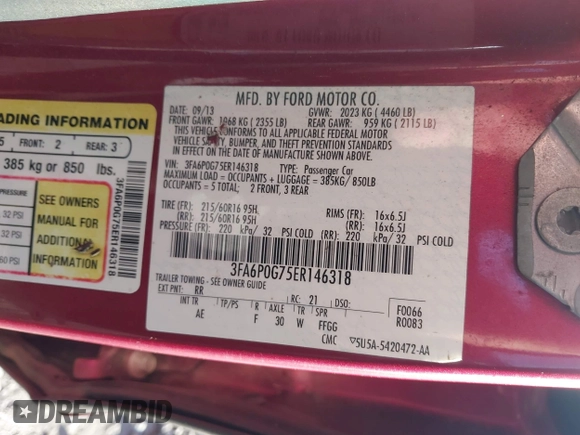 MFD. BY FORD MOTOR CO.
DATE: 09/13
GVWR: 2023 KG ( 4460 LB)
FRONT GAWR: 1068 KG ( 2355 LB)
REAR GAWR: 959 KG ( 2115 LB)
THIS VEHICLE CONFORMS TO ALL APPLICABLE FEDERAL MOTOR
VEHICLE SAFETY, BUMPER, AND THEFT PREVENTION STANDARDS
IN EFFECT ON THE DATE OF MANUFACTURE SHOWN ABOVE.
VIN: 3FA6P0G75ER146318
TYPE: Passenger Car
MAXIMUM LOAD = OCCUPANTS + LUGGAGE = 385KG/ 850LB
OCCUPANTS = 5 TOTAL; 2 FRONT, 3 REAR
TIRE (FR): 215/60R16 95H
RIMS (FR): 16x6.5J
(RR): 215/60R16 95H
(RR): 16x6.5J
PRESSURE (FR): 220 kPa/ 32 PSI COLD (RR): 220 kPa/ 32 PSI COLD
3FA6P0G75ER146318
TRAILER TOWING - SEE OWNER GUIDE
EXT PNT: RR RC: 21 DSO:
F0066
R0083
INT TR TP/PS R AXLE TR SPR
AE F 30 W FFGG
CMC
5U5A-5420472-AA
ADING INFORMATION
5 FRONT: 2 REAR: 3
385 kg or 850 lbs.
PRESSURE
32 PSI
32 PSI
60 PSI
SEE OWNERS
MANUAL FOR
ADDITIONAL
INFORMATION
3FA6P0G75ER146318
DREAMBID